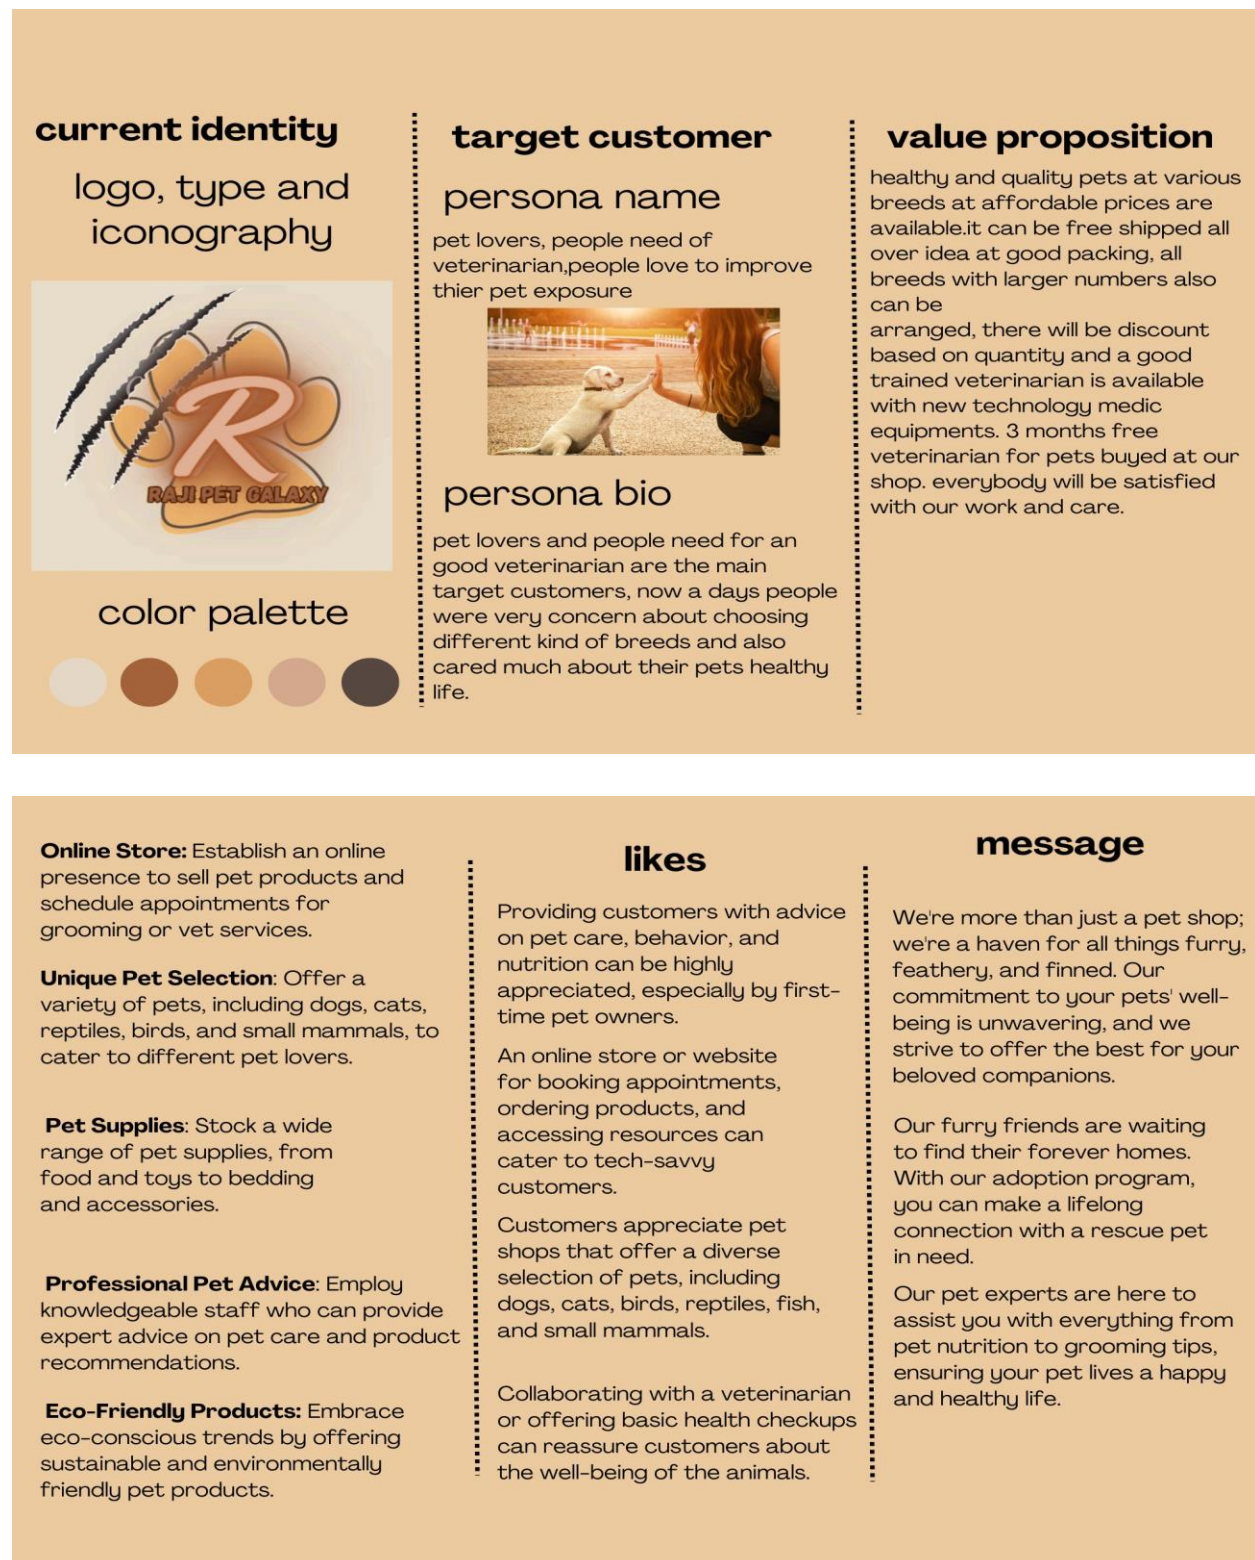 current identity
logo, type and
iconography
R
RAJI PET GALAXY
color palette
target customer
persona name
pet lovers, people need of
veterinarian,people love to improve
thier pet exposure
persona bio
pet lovers and people need for an
good veterinarian are the main
target customers, now a days people
were very concern about choosing
different kind of breeds and also
cared much about their pets healthy
life.
value proposition
healthy and quality pets at various
breeds at affordable prices are
available.it can be free shipped all
over idea at good packing, all
breeds with larger numbers also
can be
arranged, there will be discount
based on quantity and a good
trained veterinarian is available
with new technology medic
equipments. 3 months free
veterinarian for pets buyed at our
shop. everybody will be satisfied
with our work and care.
Online Store: Establish an online
presence to sell pet products and
schedule appointments for
grooming or vet services.
Unique Pet Selection: Offer a
variety of pets, including dogs, cats,
reptiles, birds, and small mammals, to
cater to different pet lovers.
Pet Supplies: Stock a wide
range of pet supplies, from
food and toys to bedding
and accessories.
Professional Pet Advice: Employ
knowledgeable staff who can provide
expert advice on pet care and product
recommendations.
Eco-Friendly Products: Embrace
eco-conscious trends by offering
sustainable and environmentally
friendly pet products.
likes
Providing customers with advice
on pet care, behavior, and
nutrition can be highly
appreciated, especially by first-
time pet owners.
An online store or website
for booking appointments,
ordering products, and
accessing resources can
cater to tech-savvy
customers.
Customers appreciate pet
shops that offer a diverse
selection of pets, including
dogs, cats, birds, reptiles, fish,
and small mammals.
Collaborating with a veterinarian
or offering basic health checkups
can reassure customers about
the well-being of the animals.
message
We're more than just a pet shop;
we're a haven for all things furry,
feathery, and finned. Our
commitment to your pets' well-
being is unwavering, and we
strive to offer the best for your
beloved companions.
Our furry friends are waiting
to find their forever homes.
With our adoption program,
you can make a lifelong
connection with a rescue pet
in need.
Our pet experts are here to
assist you with everything from
pet nutrition to grooming tips,
ensuring your pet lives a happy
and healthy life.